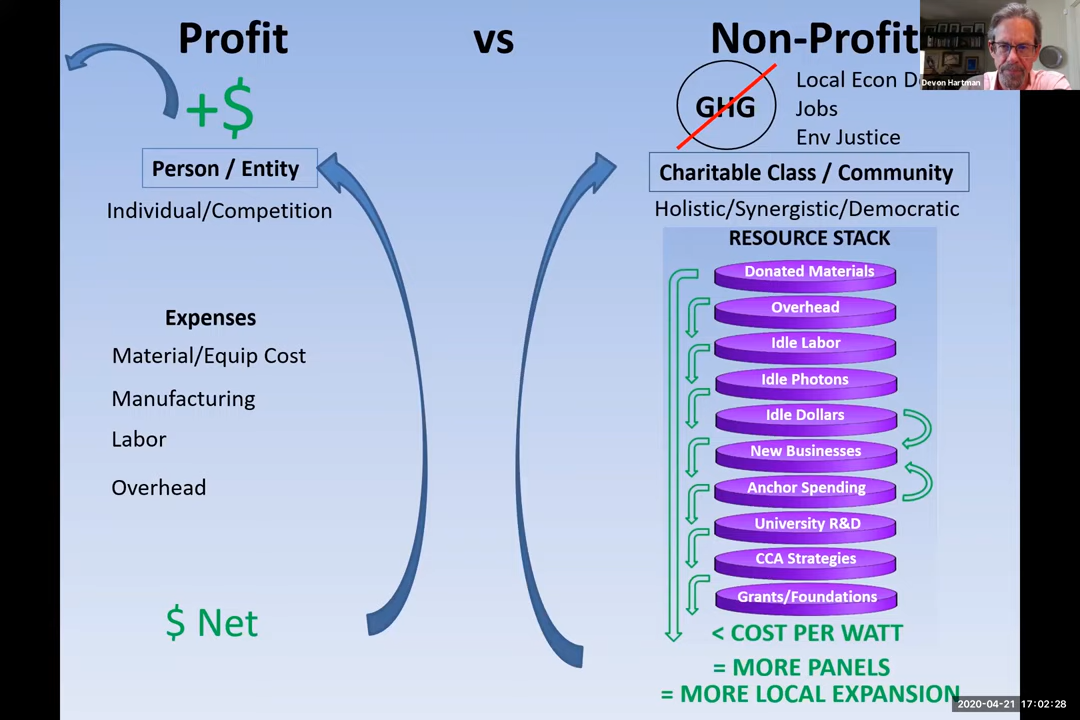 Profit vs Non-Profit
+$
Person / Entity
Individual/Competition
Expenses
Material/Equip Cost
Manufacturing
Labor
Overhead
$ Net
GHG
Local Econ D
Jobs
Env Justice
Charitable Class / Community
Holistic/Synergistic/Democratic
RESOURCE STACK
Donated Materials
Overhead
Idle Labor
Idle Photons
Idle Dollars
New Businesses
Anchor Spending
University R&D
CCA Strategies
Grants/Foundations
< COST PER WATT
= MORE PANELS
= MORE LOCAL EXPANSION
Devon Hartman
2020-04-21 17:02:28